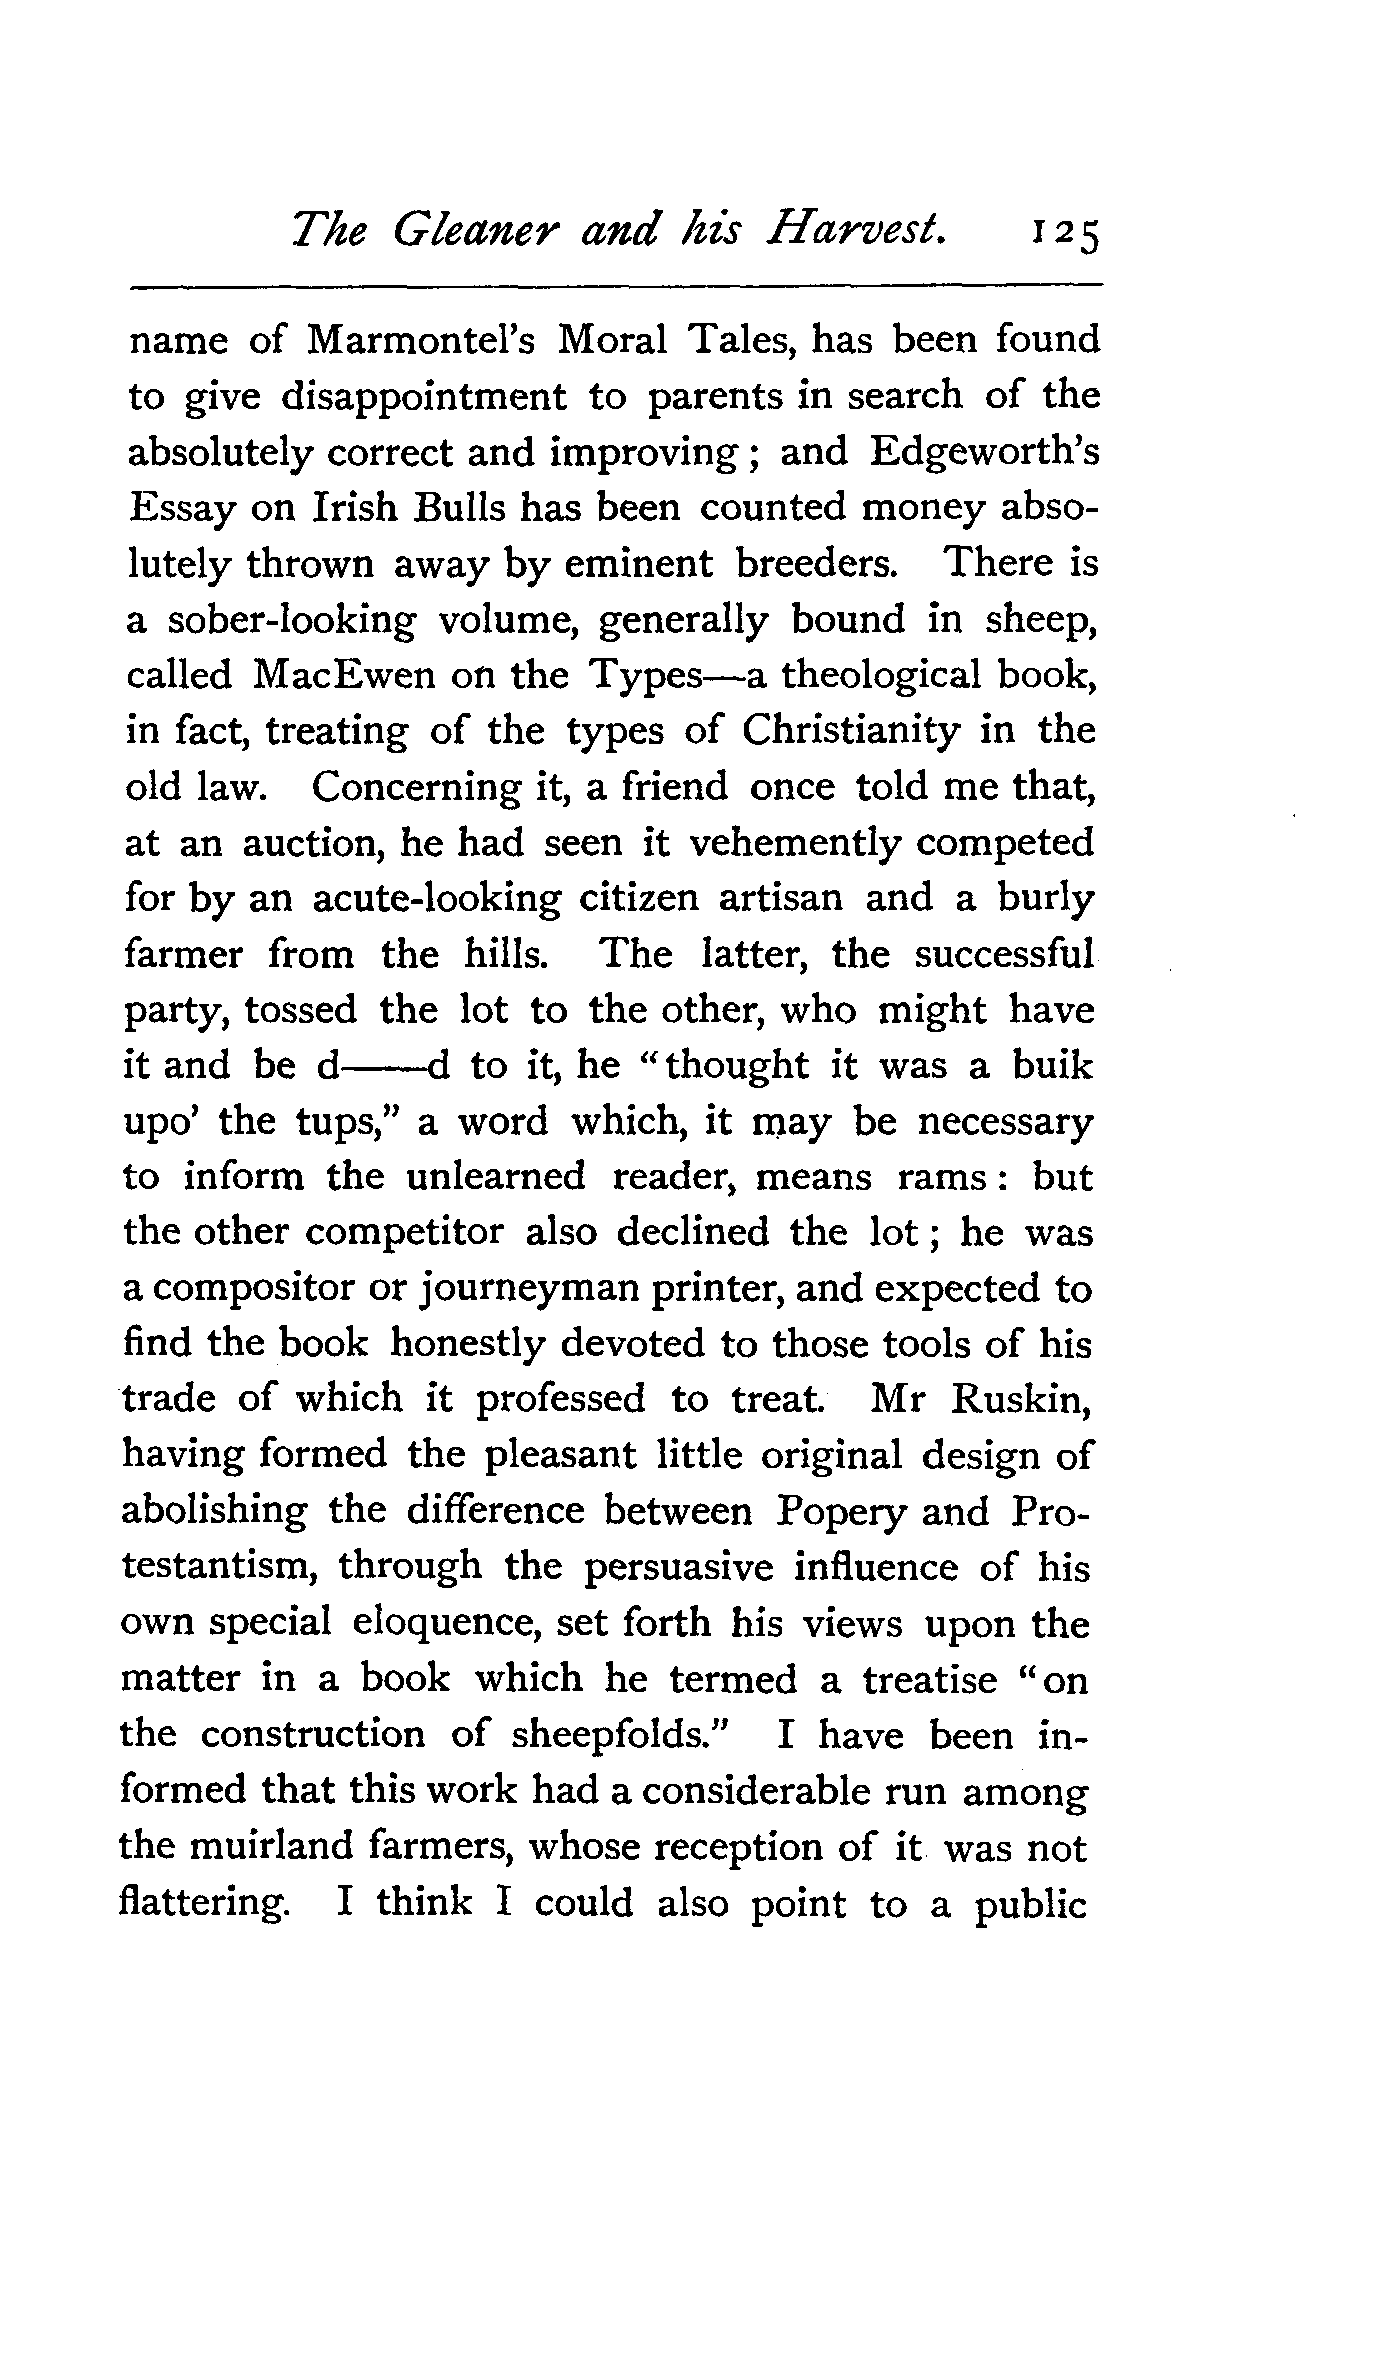 The Gleaner and his Harvest. 125
name of Marmontel's Moral Tales, has been found
to give disappointment to parents in search of the
absolutely correct and improving; and Edgeworth's
Essay on Irish Bulls has been counted money abso-
lutely thrown away by eminent breeders. There is
a sober-looking volume, generally bound in sheep,
called MacEwen on the Types—a theological book,
in fact, treating of the types of Christianity in the
old law. Concerning it, a friend once told me that,
at an auction, he had seen it vehemently competed
for by an acute-looking citizen artisan and a burly
farmer from the hills. The latter, the successful
party, tossed the lot to the other, who might have
it and be d——d to it, he "thought it was a buik
upo' the tups," a word which, it may be necessary
to inform the unlearned reader, means rams: but
the other competitor also declined the lot; he was
a compositor or journeyman printer, and expected to
find the book honestly devoted to those tools of his
trade of which it professed to treat. Mr Ruskin,
having formed the pleasant little original design of
abolishing the difference between Popery and Pro-
testantism, through the persuasive influence of his
own special eloquence, set forth his views upon the
matter in a book which he termed a treatise "on
the construction of sheepfolds." I have been in-
formed that this work had a considerable run among
the muirland farmers, whose reception of it was not
flattering. I think I could also point to a public